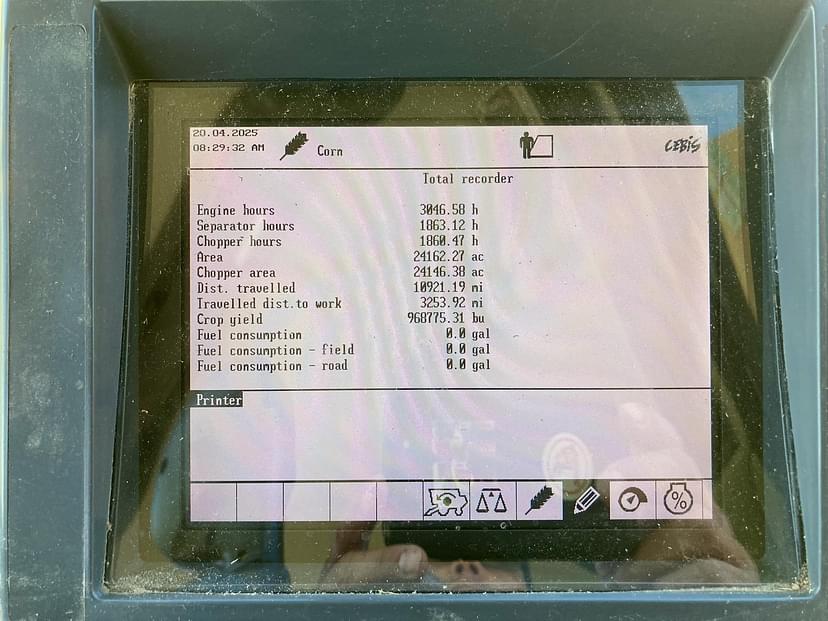 20.04.2025
08:29:32 AM
Corn
CEBIS
Total recorder
Engine hours 3046.58 h
Separator hours 1863.12 h
Chopper hours 1860.47 h
Area 24162.27 ac
Chopper area 24146.38 ac
Dist. travelled 10921.19 mi
Travelled dist.to work 3253.92 mi
Crop yield 968775.31 bu
Fuel consumption 0.0 gal
Fuel consumption - field 0.0 gal
Fuel consumption - road 0.0 gal
Printer
%